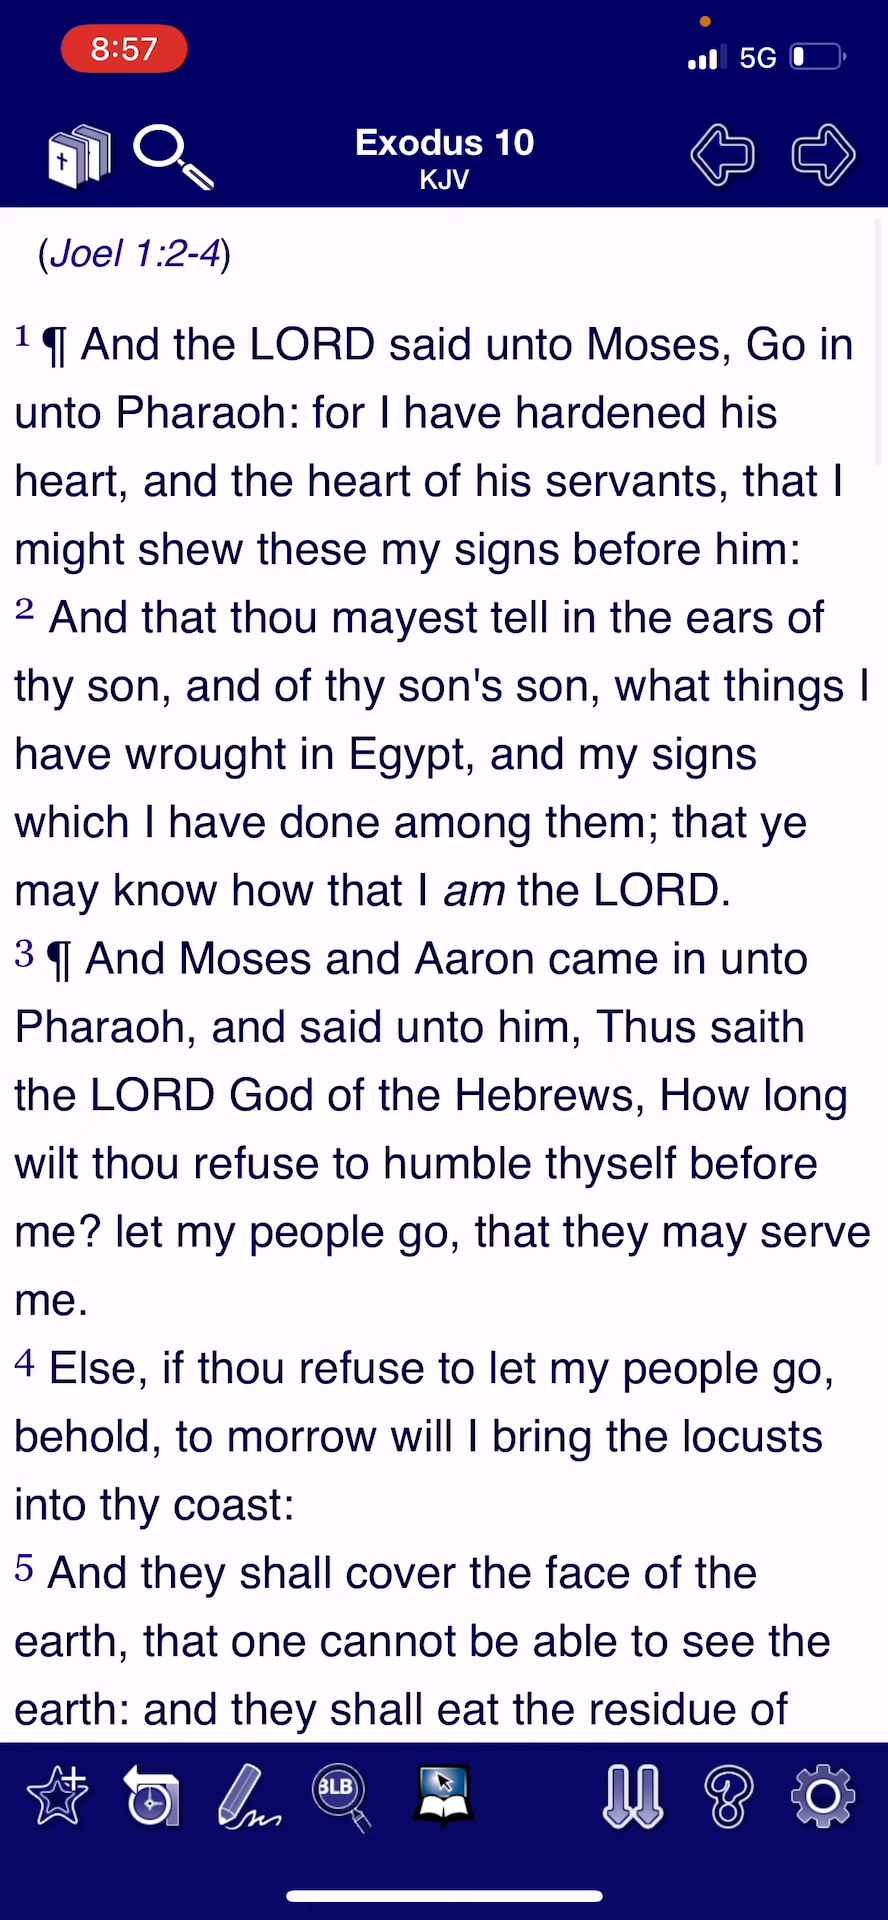 8:57
5G
Exodus 10
KJV
(Joel 1:2-4)
1 ¶ And the LORD said unto Moses, Go in
unto Pharaoh: for I have hardened his
heart, and the heart of his servants, that I
might shew these my signs before him:
2 And that thou mayest tell in the ears of
thy son, and of thy son's son, what things I
have wrought in Egypt, and my signs
which I have done among them; that ye
may know how that I am the LORD.
3 ¶ And Moses and Aaron came in unto
Pharaoh, and said unto him, Thus saith
the LORD God of the Hebrews, How long
wilt thou refuse to humble thyself before
me? let my people go, that they may serve
me.
4 Else, if thou refuse to let my people go,
behold, to morrow will I bring the locusts
into thy coast:
5 And they shall cover the face of the
earth, that one cannot be able to see the
earth: and they shall eat the residue of
BLB